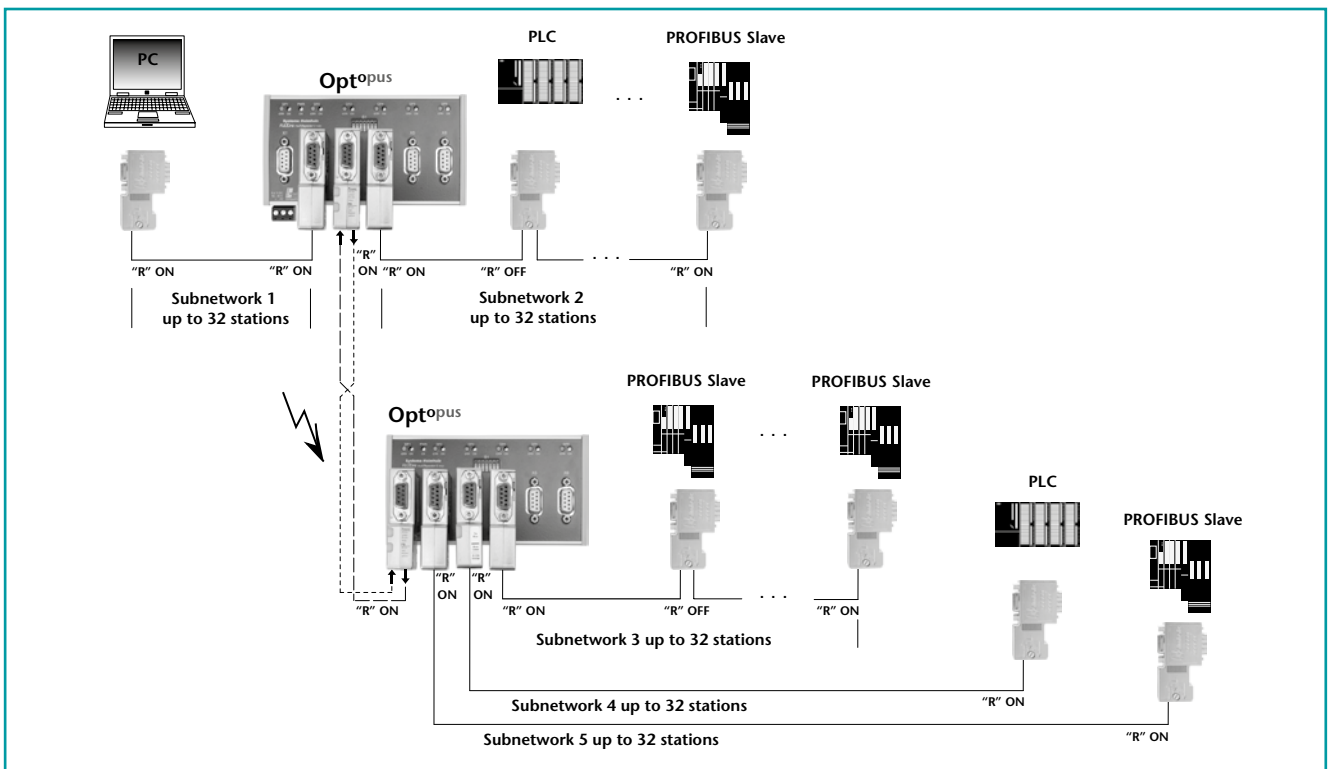 PC
Optopus
PLC
. . .
PROFIBUS Slave
"R" ON
"R" ON
"R" ON
"R" ON
"R" OFF
. . .
"R" ON
Subnetwork 1
up to 32 stations
Subnetwork 2
up to 32 stations
Optopus
PROFIBUS Slave
. . .
PROFIBUS Slave
PLC
PROFIBUS Slave
"R" ON
"R" ON
"R" ON
"R" ON
"R" OFF
. . .
"R" ON
Subnetwork 3 up to 32 stations
Subnetwork 4 up to 32 stations
"R" ON
Subnetwork 5 up to 32 stations
"R" ON